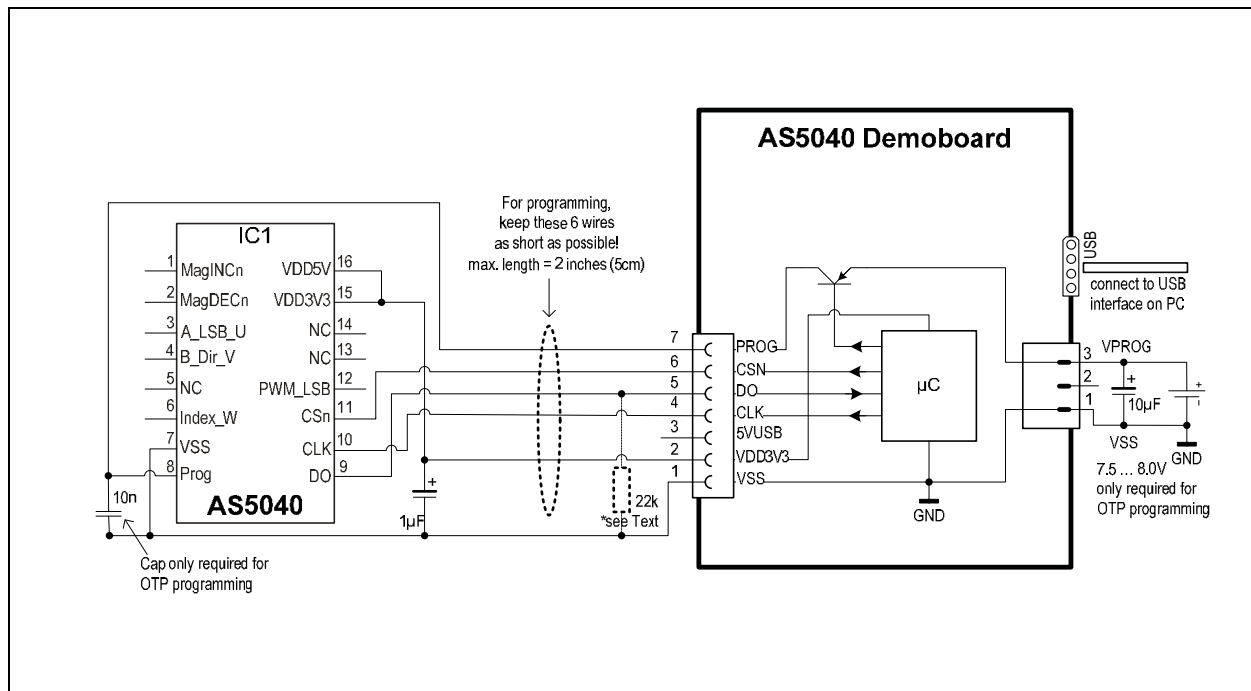 AS5040 Demoboard
For programming,
keep these 6 wires
as short as possible!
max. length = 2 inches (5cm)
IC1
1 MagINCn
2 MagDECn
3 A_LSB_U
4 B_Dir_V
5 NC
6 Index_W
7 VSS
8 Prog
VDD5V 16
VDD3V3 15
NC 14
NC 13
PWM_LSB 12
CSn 11
CLK 10
DO 9
AS5040
10n
Cap only required for
OTP programming
+
1µF
22k
*see Text
7 PROG
6 CSN
5 DO
4 CLK
3 5VUSB
2 VDD3V3
1 VSS
µC
GND
USB
connect to USB
interface on PC
3 VPROG
2
1
+
10µF
+
-
VSS
GND
7.5 ... 8.0V
only required for
OTP programming